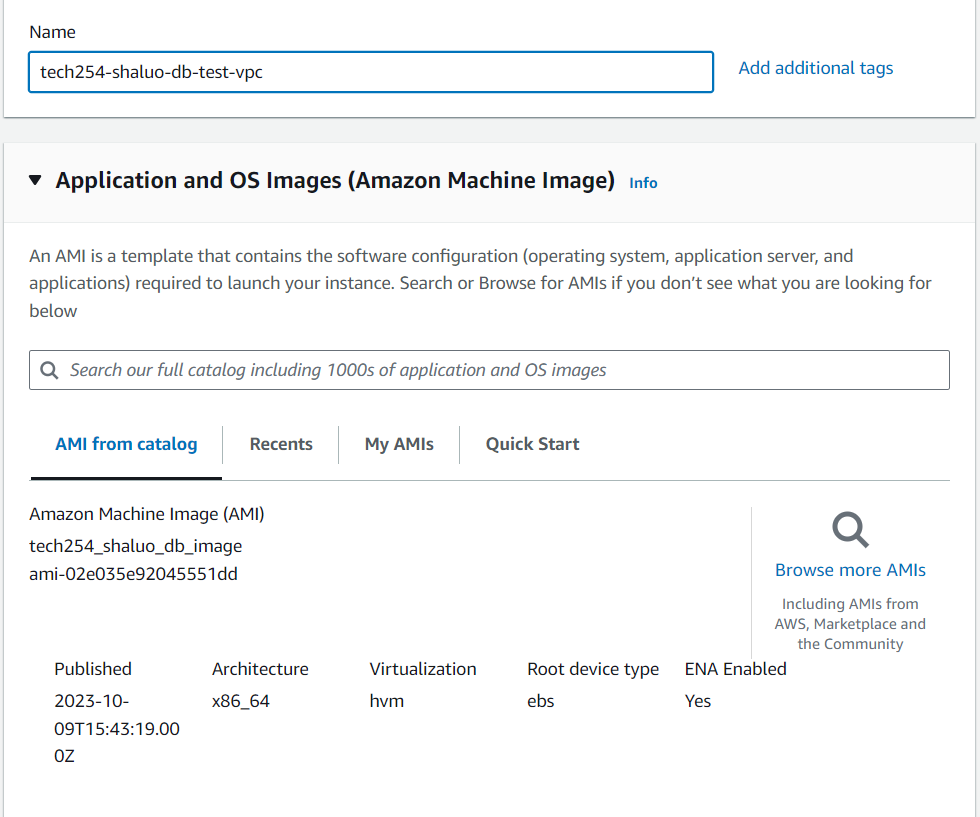 Name
tech254-shaluo-db-test-vpc
Add additional tags
Application and OS Images (Amazon Machine Image) Info
An AMI is a template that contains the software configuration (operating system, application server, and
applications) required to launch your instance. Search or Browse for AMIs if you don’t see what you are looking for
below
Search our full catalog including 1000s of application and OS images
AMI from catalog
Recents
My AMIs
Quick Start
Amazon Machine Image (AMI)
tech254_shaluo_db_image
ami-02e035e92045551dd
Browse more AMIs
Including AMIs from
AWS, Marketplace and
the Community
Published
2023-10-
09T15:43:19.00
0Z
Architecture
x86_64
Virtualization
hvm
Root device type
ebs
ENA Enabled
Yes